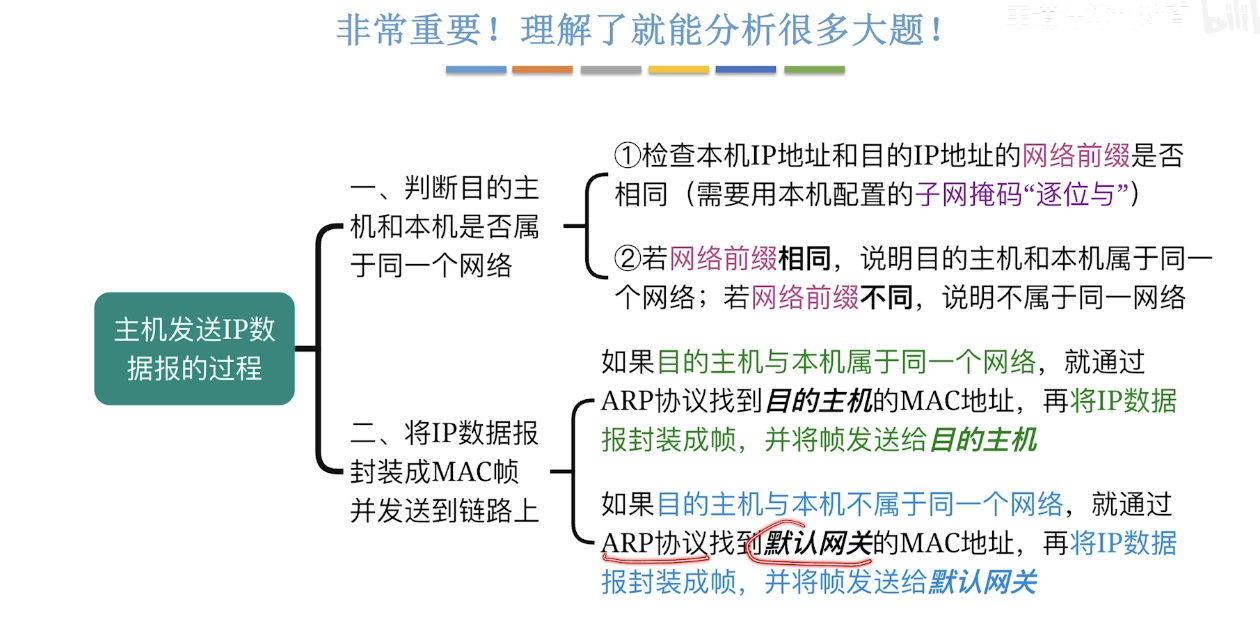 非常重要！理解了就能分析很多大题！
主机发送IP数
据报的过程
一、判断目的主
机和本机是否属
于同一个网络
①检查本机IP地址和目的IP地址的网络前缀是否
相同（需要用本机配置的子网掩码“逐位与”）
②若网络前缀相同，说明目的主机和本机属于同一
个网络；若网络前缀不同，说明不属于同一网络
二、将IP数据报
封装成MAC帧
并发送到链路上
如果目的主机与本机属于同一个网络，就通过
ARP协议找到目的主机的MAC地址，再将IP数据
报封装成帧，并将帧发送给目的主机
如果目的主机与本机不属于同一个网络，就通过
ARP协议找到默认网关的MAC地址，再将IP数据
报封装成帧，并将帧发送给默认网关